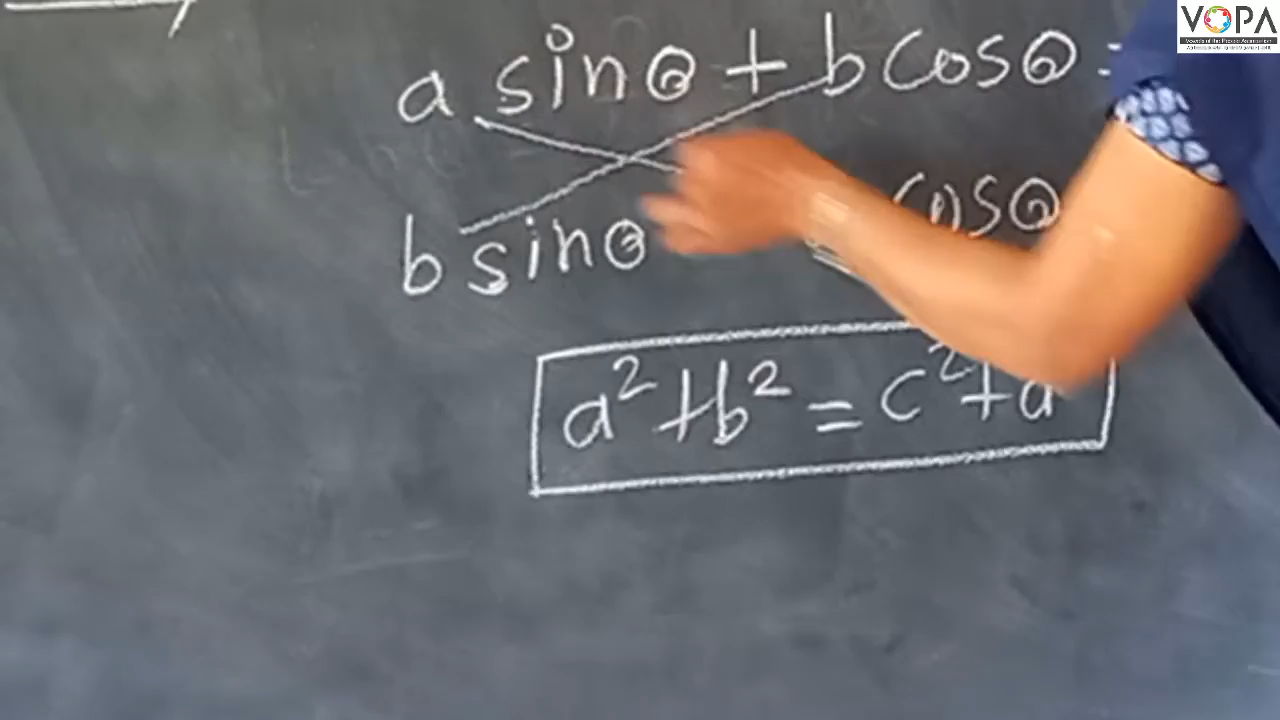 VOPA
a sinθ + b cosθ =
b sinθ cosθ
a² + b² = c² + d